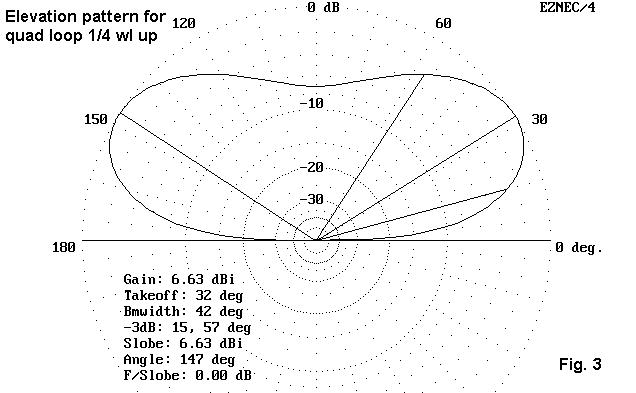 Elevation pattern for
quad loop 1/4 wl up
120
0 dB
60
EZNEC/4
-10
150
30
-20
-30
180
0 deg.
Gain: 6.63 dBi
Takeoff: 32 deg
Bmwidth: 42 deg
-3dB: 15, 57 deg
Slobe: 6.63 dBi
Angle: 147 deg
F/Slobe: 0.00 dB
Fig. 3